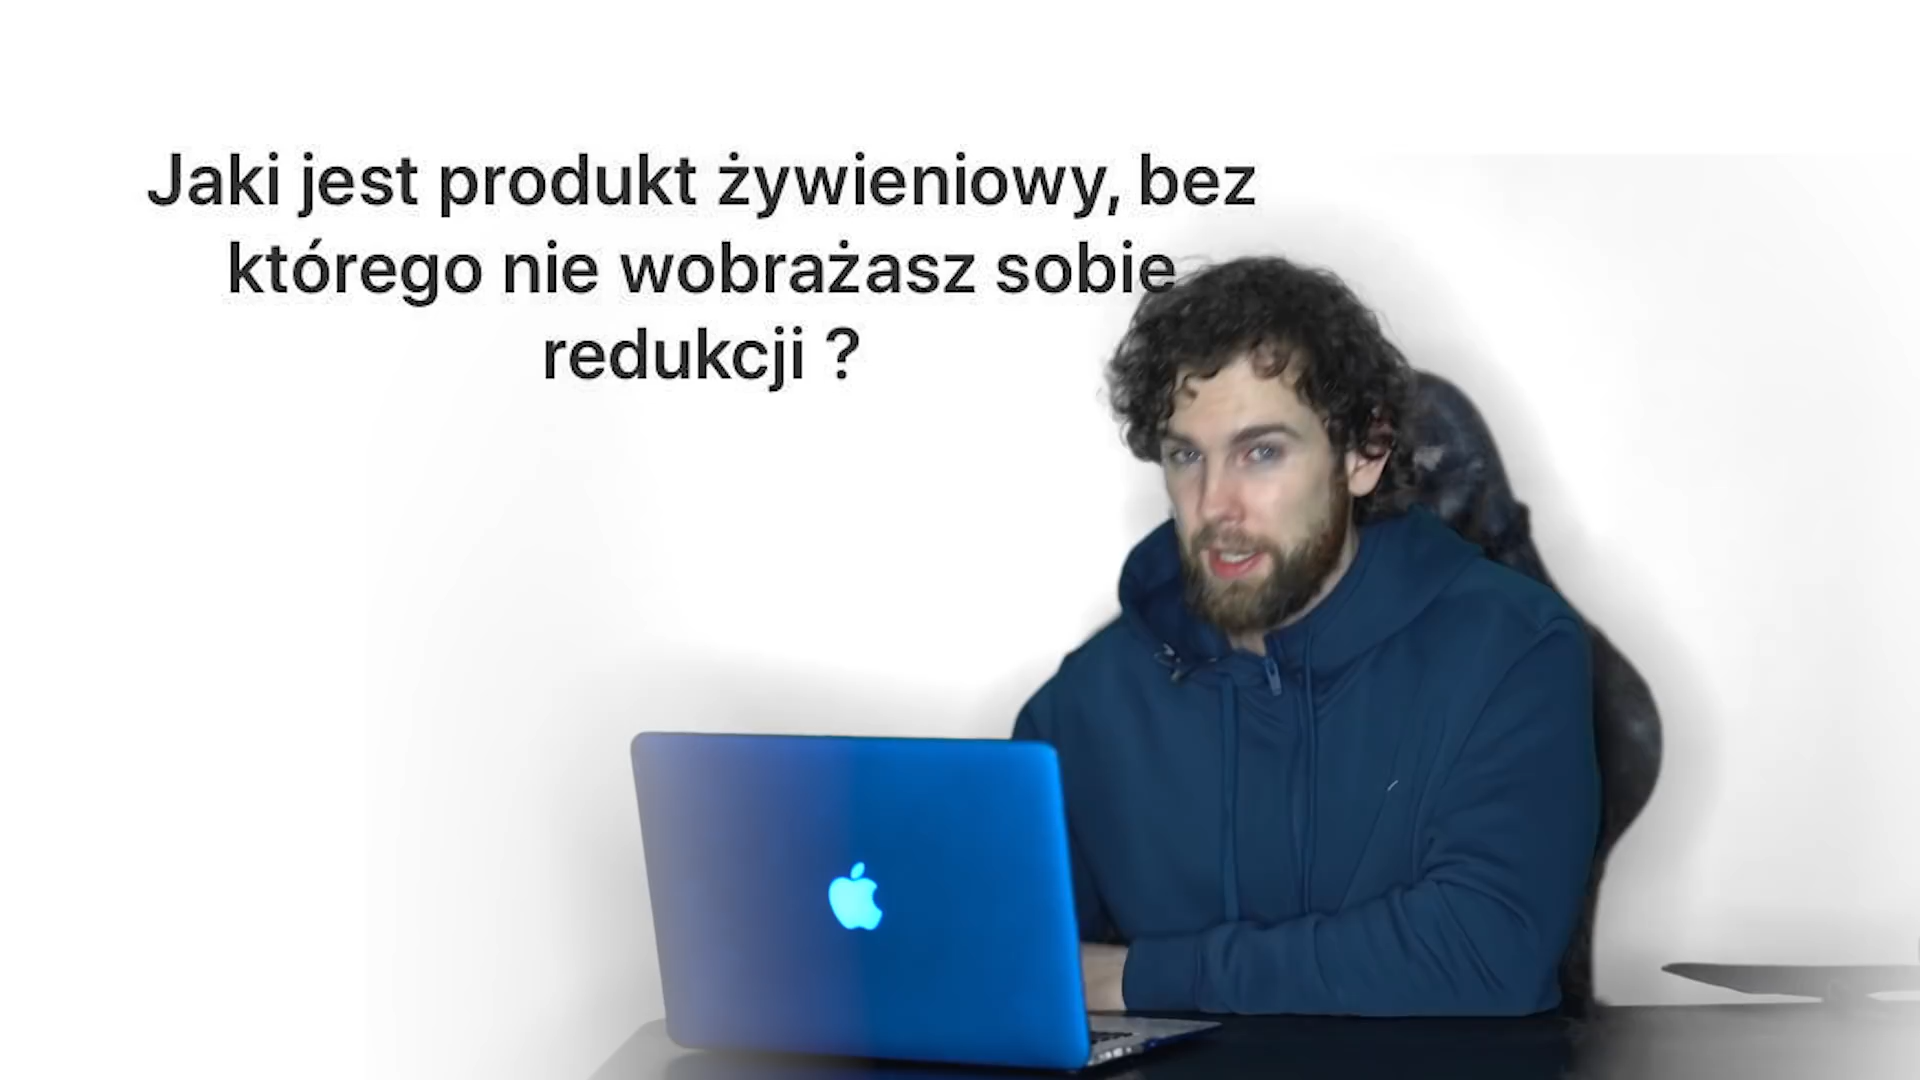 Jaki jest produkt żywieniowy, bez
którego nie wobrażasz sobie
redukcji ?